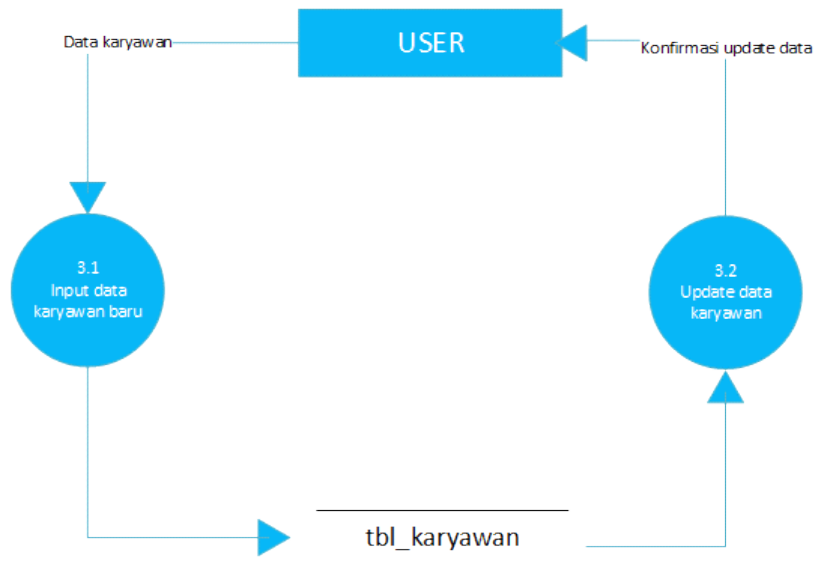 Data karyawan
USER
Konfirmasi update data
3.1
Input data
karyawan baru
3.2
Update data
karyawan
tbl_karyawan